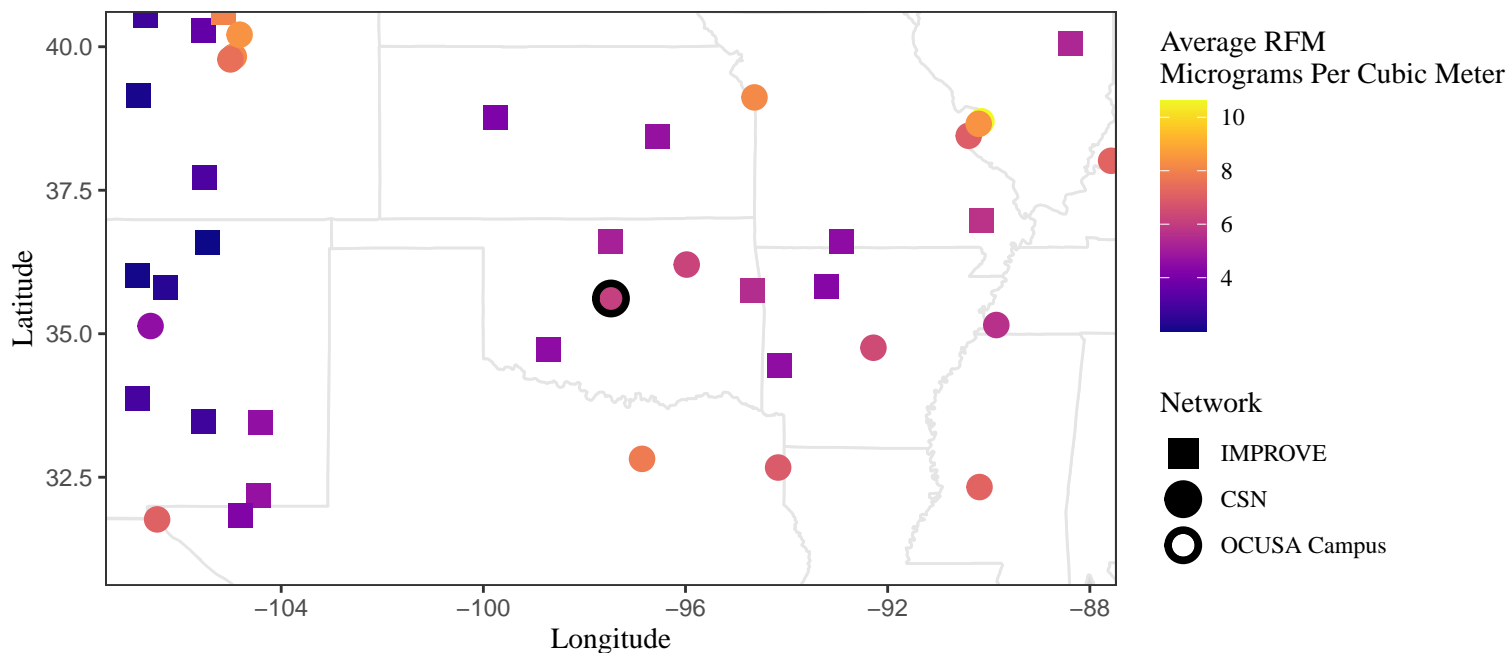 40.0
37.5
35.0
32.5
Latitude
−104
−100
−96
−92
−88
Longitude
Average RFM
Micrograms Per Cubic Meter
10
8
6
4
Network
IMPROVE
CSN
OCUSA Campus